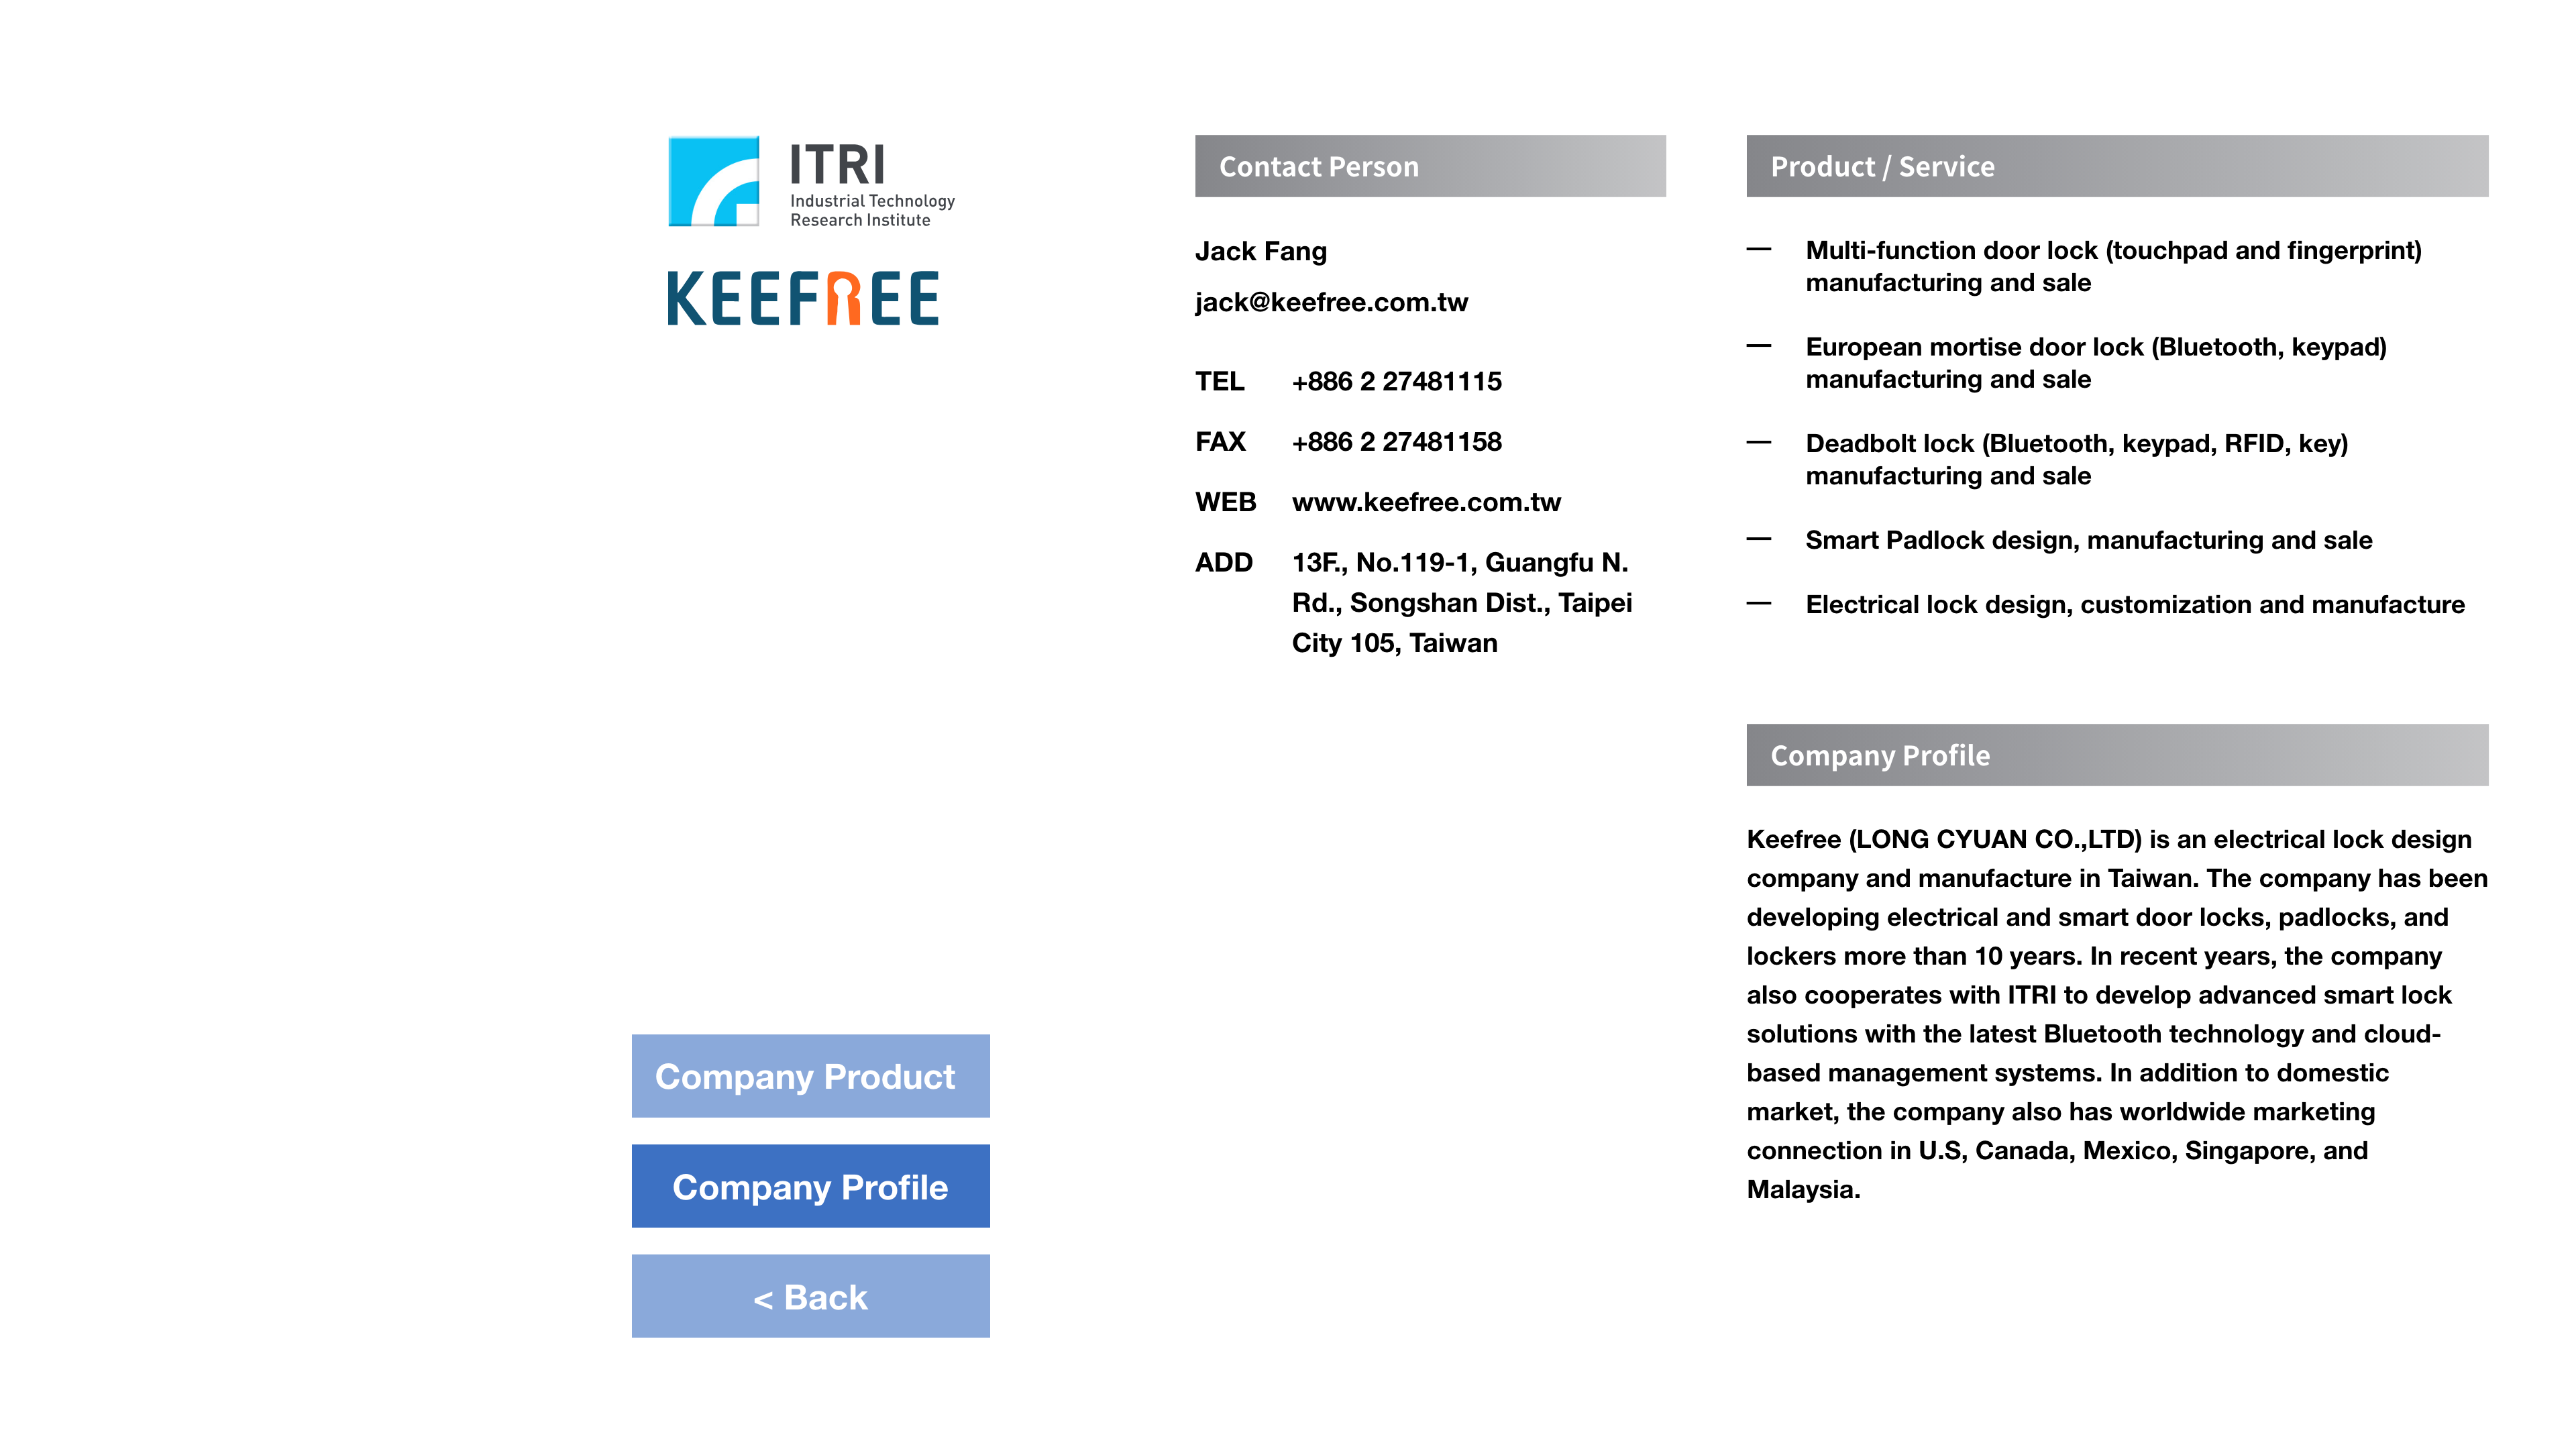 ITRI
Industrial Technology
Research Institute
KEEFREE
Company Product
Company Profile
< Back
Contact Person
Jack Fang
jack@keefree.com.tw
TEL +886 2 27481115
FAX +886 2 27481158
WEB www.keefree.com.tw
ADD 13F., No.119-1, Guangfu N.
Rd., Songshan Dist., Taipei
City 105, Taiwan
Product / Service
— Multi-function door lock (touchpad and fingerprint)
manufacturing and sale
— European mortise door lock (Bluetooth, keypad)
manufacturing and sale
— Deadbolt lock (Bluetooth, keypad, RFID, key)
manufacturing and sale
— Smart Padlock design, manufacturing and sale
— Electrical lock design, customization and manufacture
Company Profile
Keefree (LONG CYUAN CO.,LTD) is an electrical lock design
company and manufacture in Taiwan. The company has been
developing electrical and smart door locks, padlocks, and
lockers more than 10 years. In recent years, the company
also cooperates with ITRI to develop advanced smart lock
solutions with the latest Bluetooth technology and cloud-
based management systems. In addition to domestic
market, the company also has worldwide marketing
connection in U.S, Canada, Mexico, Singapore, and
Malaysia.